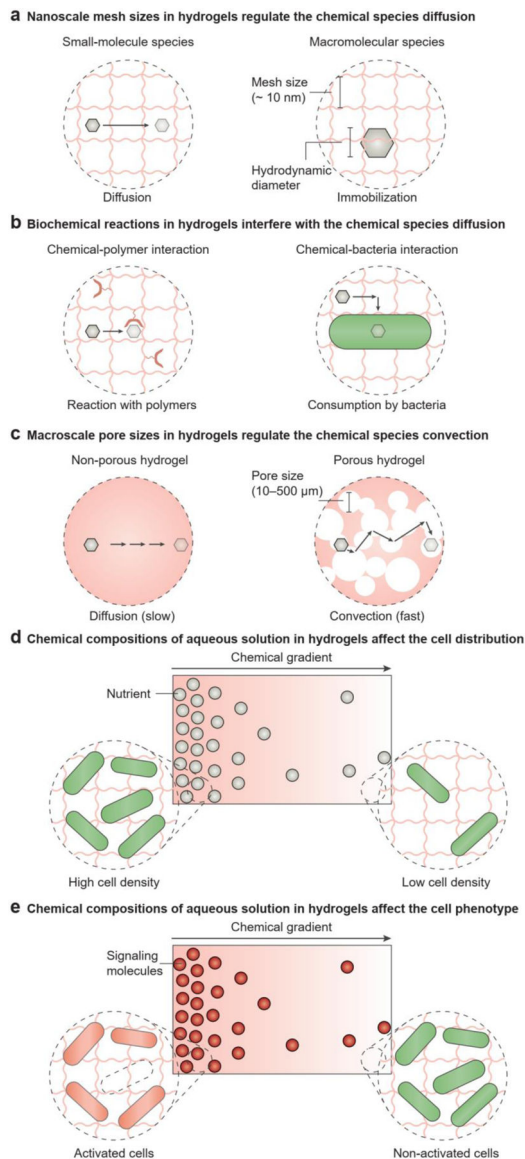 a Nanoscale mesh sizes in hydrogels regulate the chemical species diffusion
Small-molecule species
Macromolecular species
Mesh size
(~ 10 nm)
Hydrodynamic
diameter
Diffusion
Immobilization
b Biochemical reactions in hydrogels interfere with the chemical species diffusion
Chemical-polymer interaction
Chemical-bacteria interaction
Reaction with polymers
Consumption by bacteria
c Macroscale pore sizes in hydrogels regulate the chemical species convection
Non-porous hydrogel
Porous hydrogel
Pore size
(10–500 μm)
Diffusion (slow)
Convection (fast)
d Chemical compositions of aqueous solution in hydrogels affect the cell distribution
Chemical gradient
Nutrient
High cell density
Low cell density
e Chemical compositions of aqueous solution in hydrogels affect the cell phenotype
Chemical gradient
Signaling
molecules
Activated cells
Non-activated cells